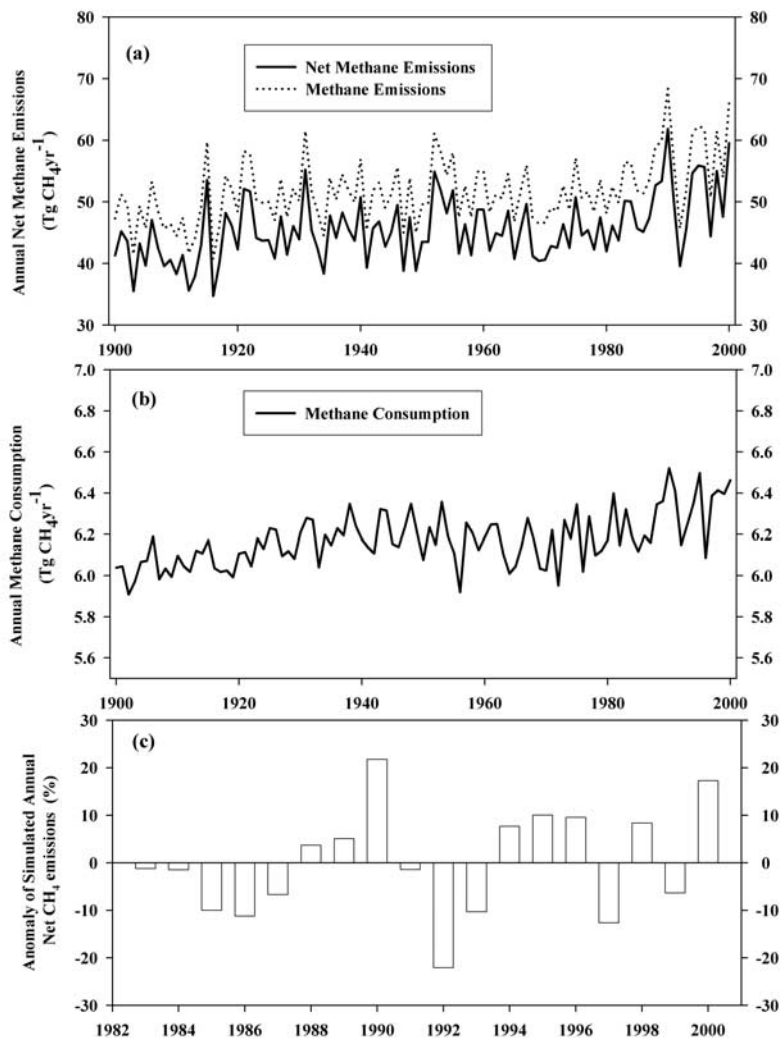 80
70
60
50
40
30
(a)
Net Methane Emissions
Methane Emissions
Annual Net Methane Emissions
(Tg CH4yr-1)
80
70
60
50
40
30
1900 1920 1940 1960 1980 2000
7.0
6.8
6.6
6.4
6.2
6.0
5.8
5.6
(b)
Methane Consumption
Annual Methane Consumption
(Tg CH4yr-1)
7.0
6.8
6.6
6.4
6.2
6.0
5.8
5.6
1900 1920 1940 1960 1980 2000
30
20
10
0
-10
-20
-30
(c)
Anomaly of Simulated Annual
Net CH4 emissions (%)
30
20
10
0
-10
-20
-30
1982 1984 1986 1988 1990 1992 1994 1996 1998 2000